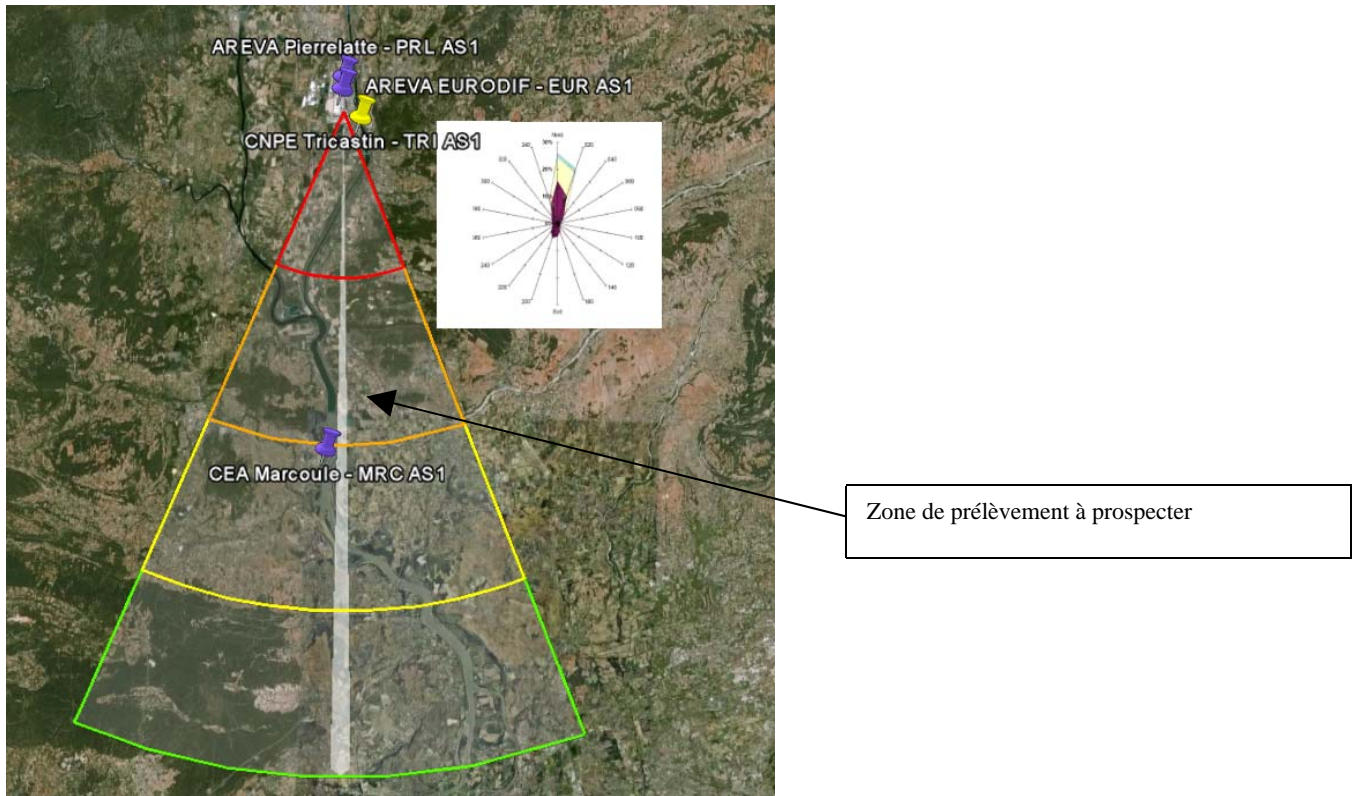 AREVA Pierrelatte - PRL AS1
AREVA EURODIF - EUR AS1
CNPE Tricastin - TRI AS1
30%
CEA Marcoule - MRC AS1
Zone de prélèvement à prospecter